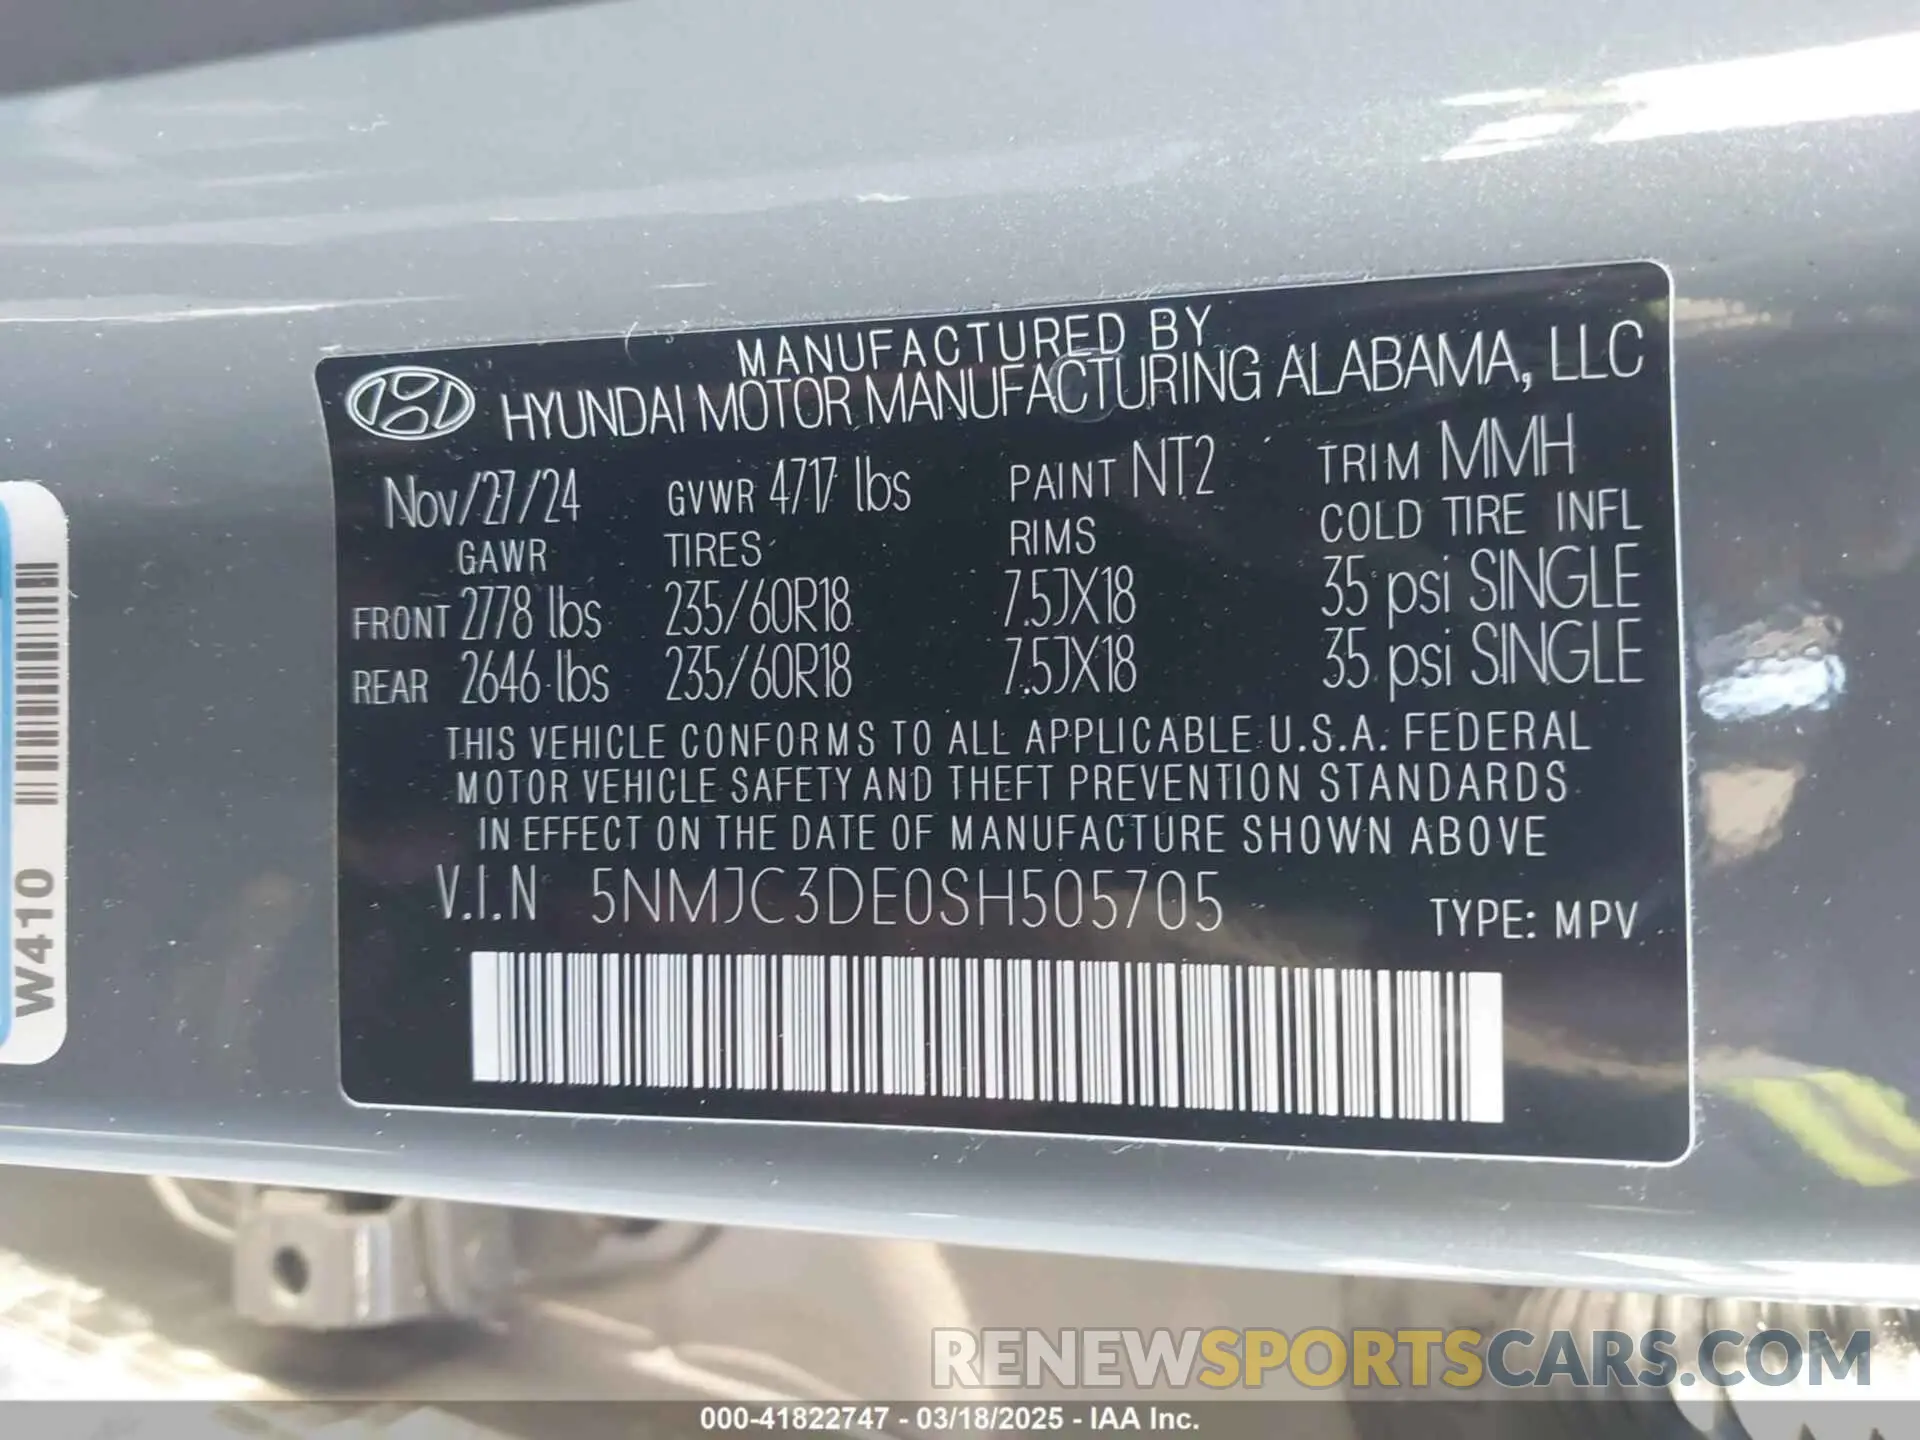 MANUFACTURED BY
HYUNDAI MOTOR MANUFACTURING ALABAMA, LLC
Nov/27/24 GVWR 4717 lbs PAINT NT2 TRIM MMH
GAWR TIRES RIMS COLD TIRE INFL
FRONT 2778 lbs 235/60R18 7.5JX18 35 psi SINGLE
REAR 2646 lbs 235/60R18 7.5JX18 35 psi SINGLE
THIS VEHICLE CONFORMS TO ALL APPLICABLE U.S.A. FEDERAL
MOTOR VEHICLE SAFETY AND THEFT PREVENTION STANDARDS
IN EFFECT ON THE DATE OF MANUFACTURE SHOWN ABOVE
V.I.N 5NMJC3DE0SH505705 TYPE: MPV
W410
RENEWSPORTSCARS.COM
000-41822747 - 03/18/2025 - IAA Inc.